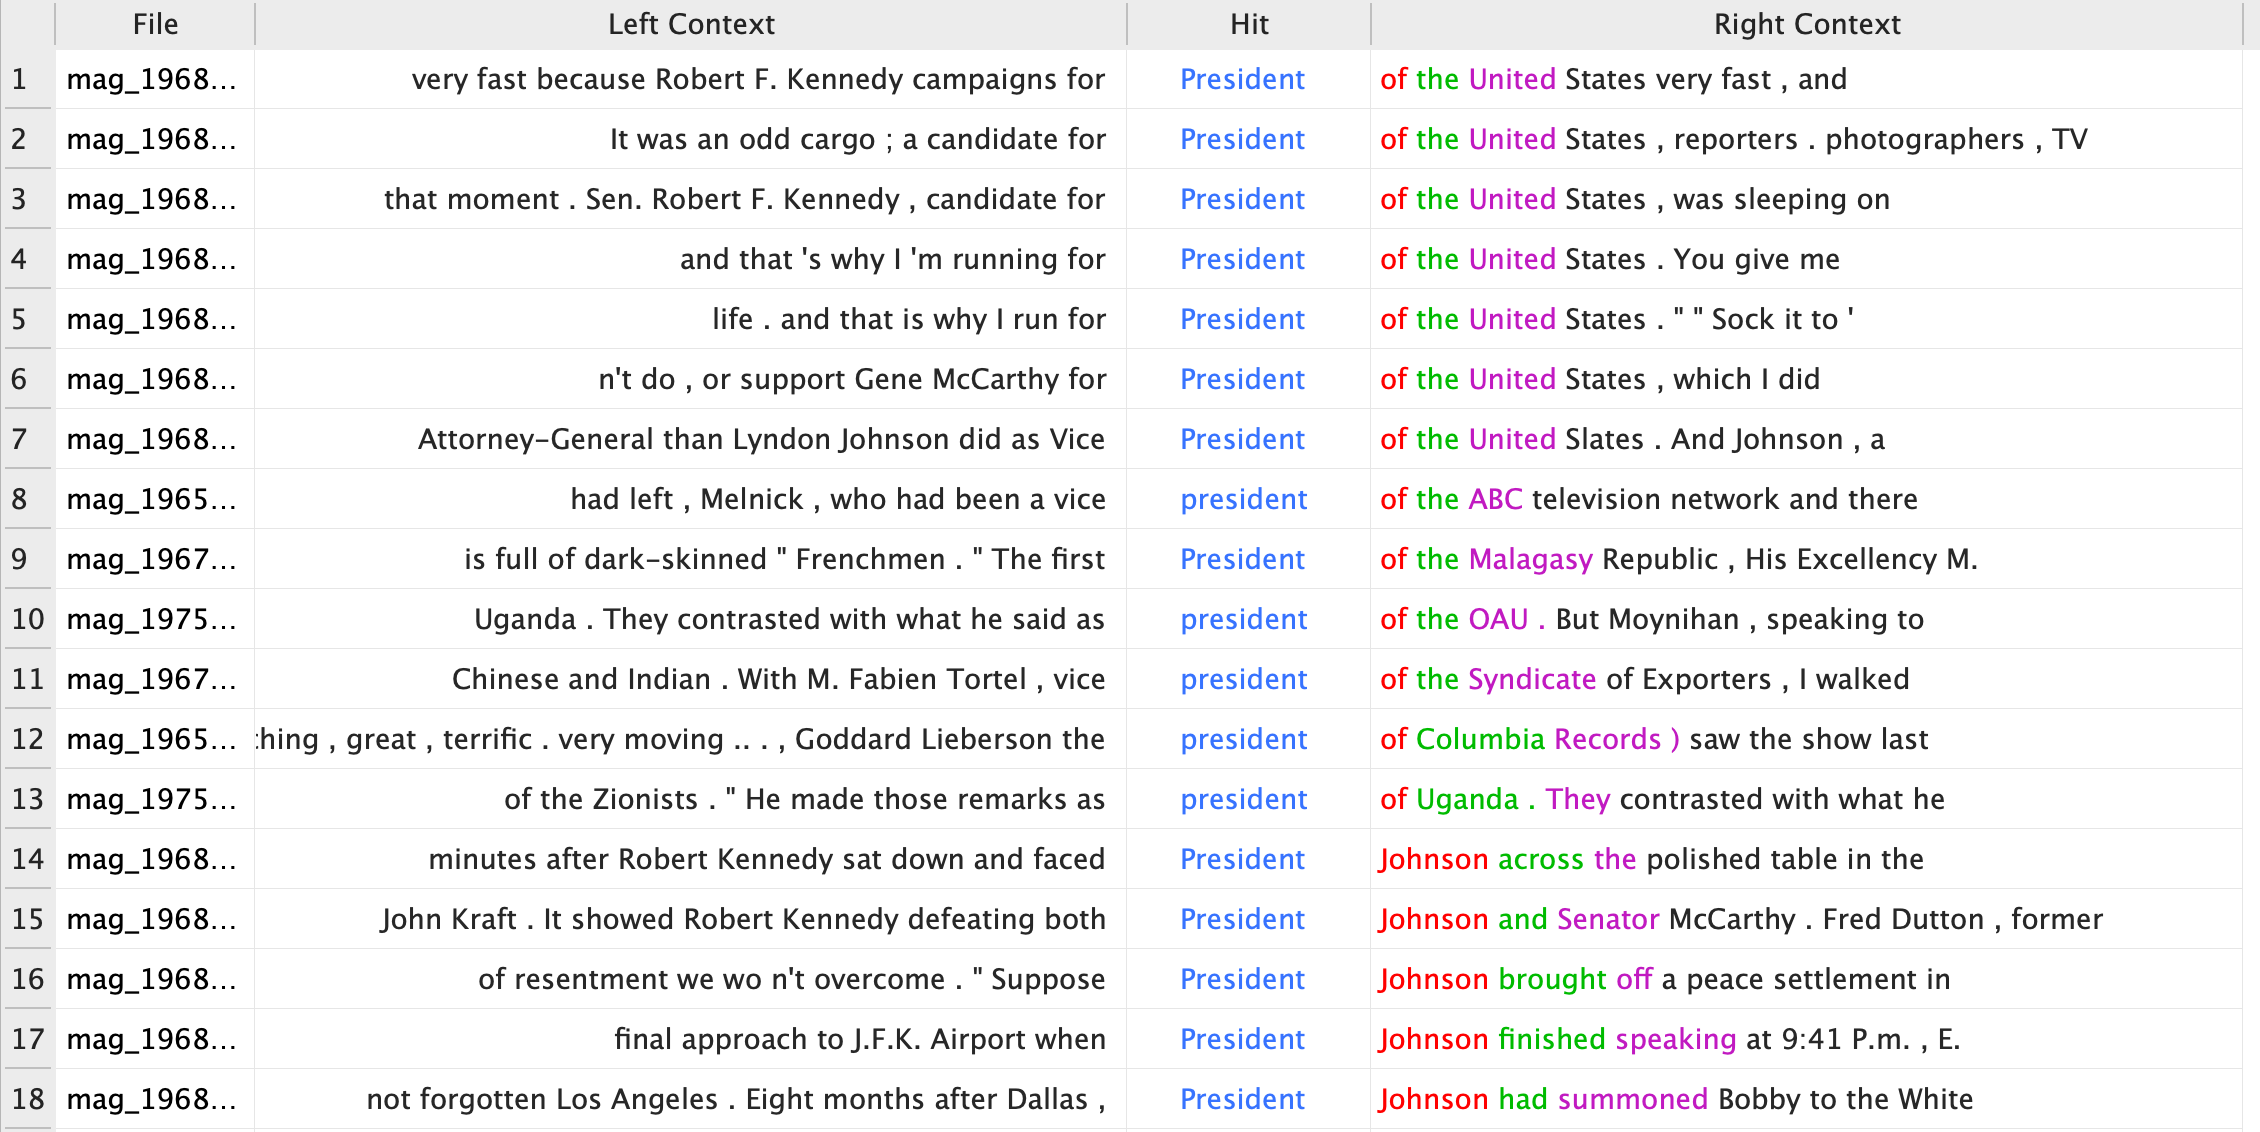 File Left Context Hit Right Context
1 mag_1968... very fast because Robert F. Kennedy campaigns for President of the United States very fast , and
2 mag_1968... It was an odd cargo ; a candidate for President of the United States , reporters . photographers , TV
3 mag_1968... that moment . Sen. Robert F. Kennedy , candidate for President of the United States , was sleeping on
4 mag_1968... and that 's why I 'm running for President of the United States . You give me
5 mag_1968... life . and that is why I run for President of the United States . " " Sock it to '
6 mag_1968... n't do , or support Gene McCarthy for President of the United States , which I did
7 mag_1968... Attorney-General than Lyndon Johnson did as Vice President of the United Slates . And Johnson , a
8 mag_1965... had left , Melnick , who had been a vice president of the ABC television network and there
9 mag_1967... is full of dark-skinned " Frenchmen . " The first President of the Malagasy Republic , His Excellency M.
10 mag_1975... Uganda . They contrasted with what he said as president of the OAU . But Moynihan , speaking to
11 mag_1967... Chinese and Indian . With M. Fabien Tortel , vice president of the Syndicate of Exporters , I walked
12 mag_1965... hing , great , terrific . very moving .. . , Goddard Lieberson the president of Columbia Records ) saw the show last
13 mag_1975... of the Zionists . " He made those remarks as president of Uganda . They contrasted with what he
14 mag_1968... minutes after Robert Kennedy sat down and faced President Johnson across the polished table in the
15 mag_1968... John Kraft . It showed Robert Kennedy defeating both President Johnson and Senator McCarthy . Fred Dutton , former
16 mag_1968... of resentment we wo n't overcome . " Suppose President Johnson brought off a peace settlement in
17 mag_1968... final approach to J.F.K. Airport when President Johnson finished speaking at 9:41 P.m. , E.
18 mag_1968... not forgotten Los Angeles . Eight months after Dallas , President Johnson had summoned Bobby to the White